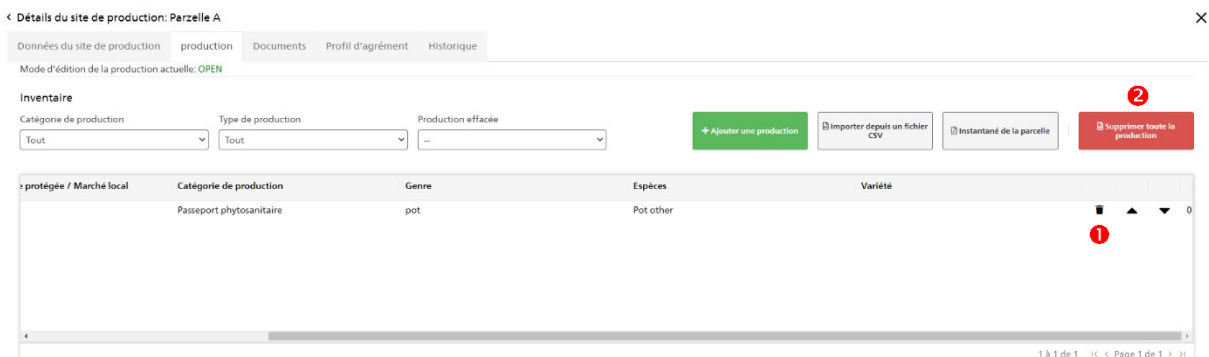 Détails du site de production: Parzelle A
Données du site de production production Documents Profil d'agrément Historique
Mode d'édition de la production actuelle: OPEN
2
Inventaire
Catégorie de production Type de production Production effacée
Tout Tout --
+ Ajouter une production
Importer depuis un fichier
CSV
Instantané de la parcelle
Supprimer toute la
production
protégée / Marché local Catégorie de production Genre Espèces Variété
Passeport phytosanitaire pot Pot other 0
1
1 à 1 de 1 Page 1 de 1